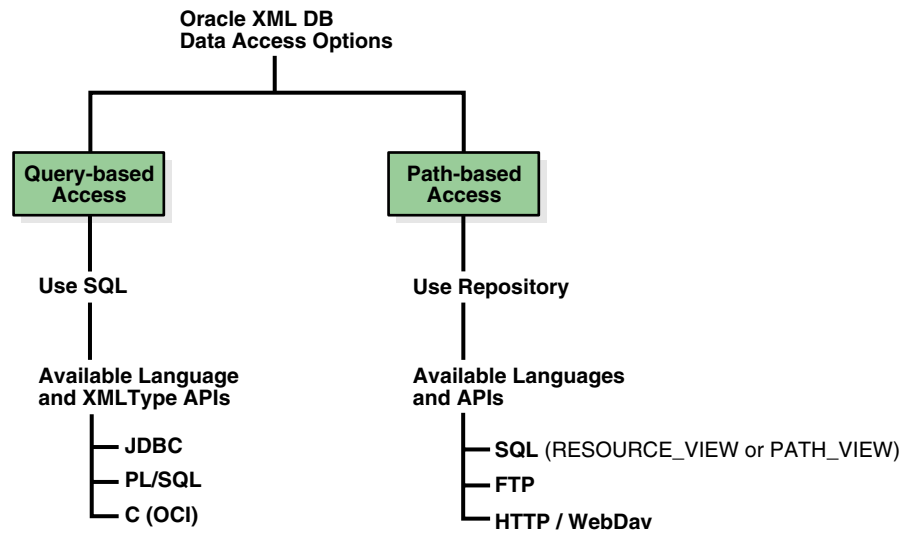 Oracle XML DB
Data Access Options
Query-based
Access
Path-based
Access
Use SQL
Use Repository
Available Language
and XMLType APIs
Available Languages
and APIs
JDBC
PL/SQL
C (OCI)
SQL (RESOURCE_VIEW or PATH_VIEW)
FTP
HTTP / WebDav